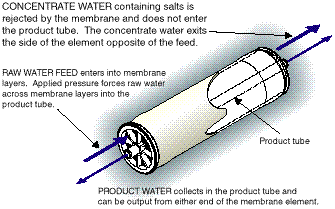 CONCENTRATE WATER containing salts is
rejected by the membrane and does not enter
the product tube. The concentrate water exits
the side of the element opposite of the feed.
RAW WATER FEED enters into membrane
layers. Applied pressure forces raw water
across membrane layers into the
product tube.
Product tube
PRODUCT WATER collects in the product tube and
can be output from either end of the membrane element.